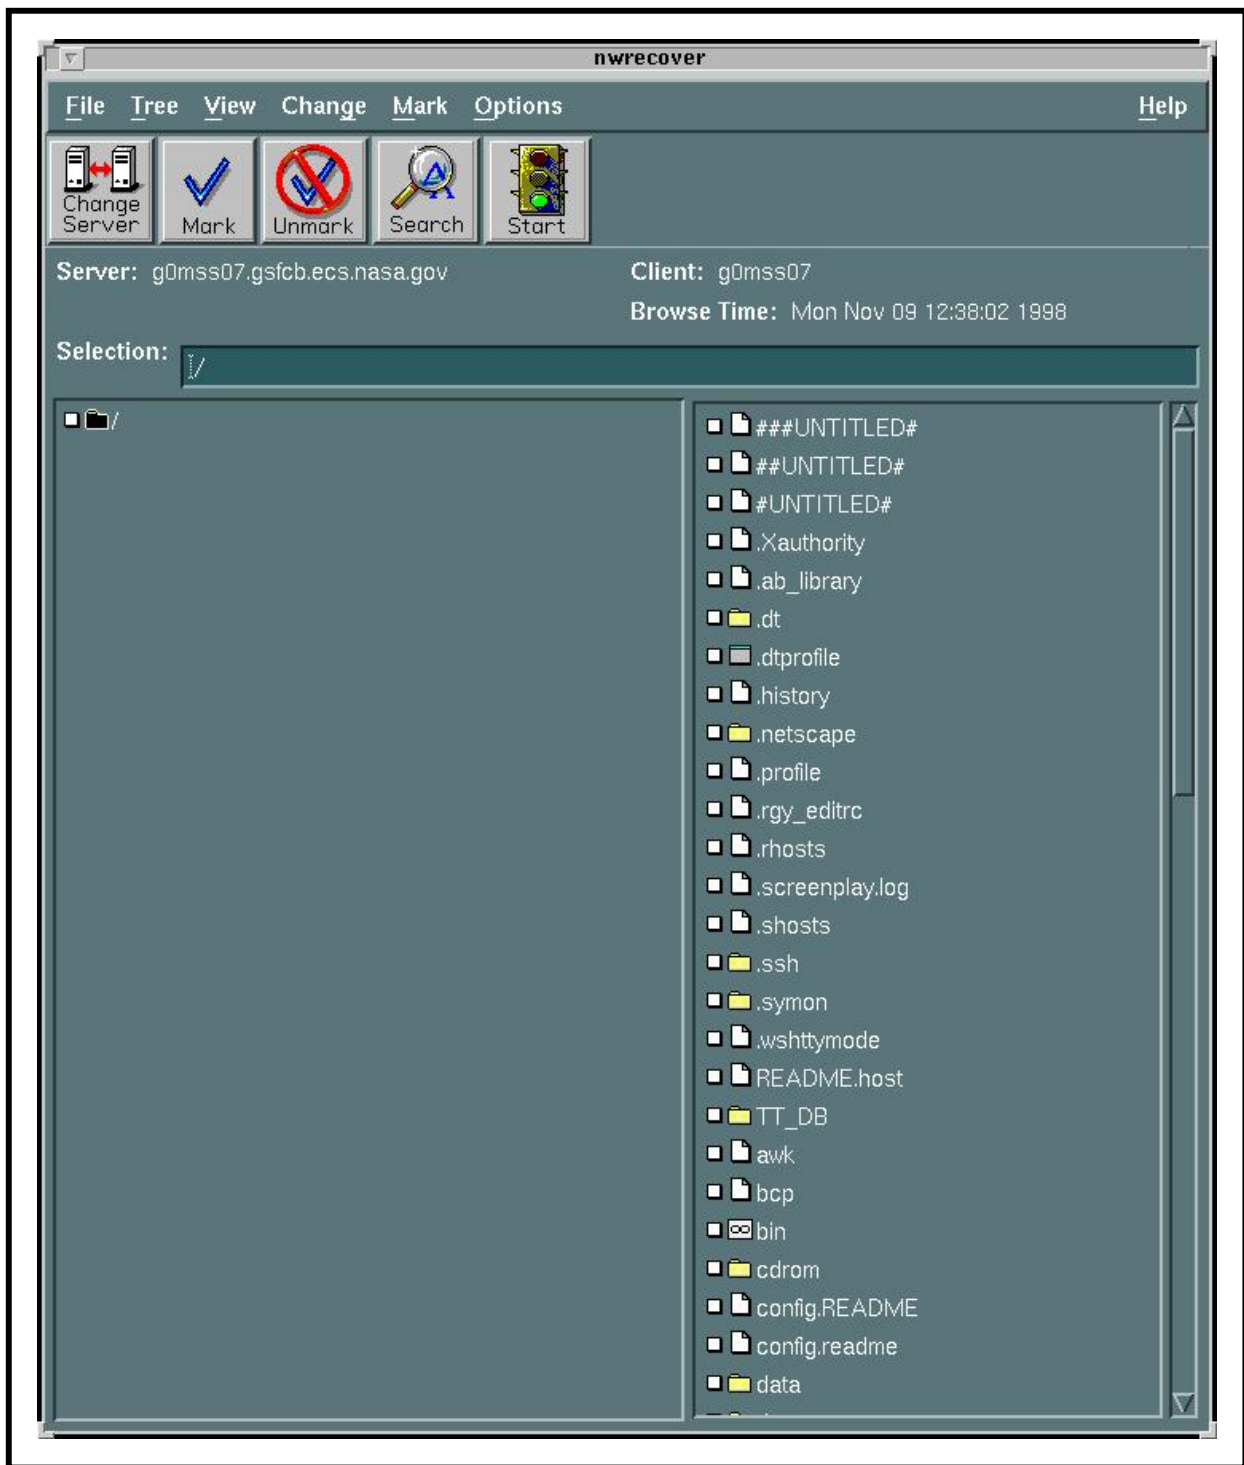 nwrecover
File Tree View Change Mark Options Help
Change Server Mark Unmark Search Start
Server: g0mss07.gsfcb.ecs.nasa.gov Client: g0mss07
Browse Time: Mon Nov 09 12:38:02 1998
Selection: /
/
###UNTITLED#
##UNTITLED#
#UNTITLED#
.Xauthority
.ab_library
.dt
.dtprofile
.history
.netscape
.profile
.rgy_editrc
.rhosts
.screenplay.log
.shosts
.ssh
.symon
.wshttymode
README.host
TT_DB
awk
bcp
bin
cdrom
config.README
config.readme
data